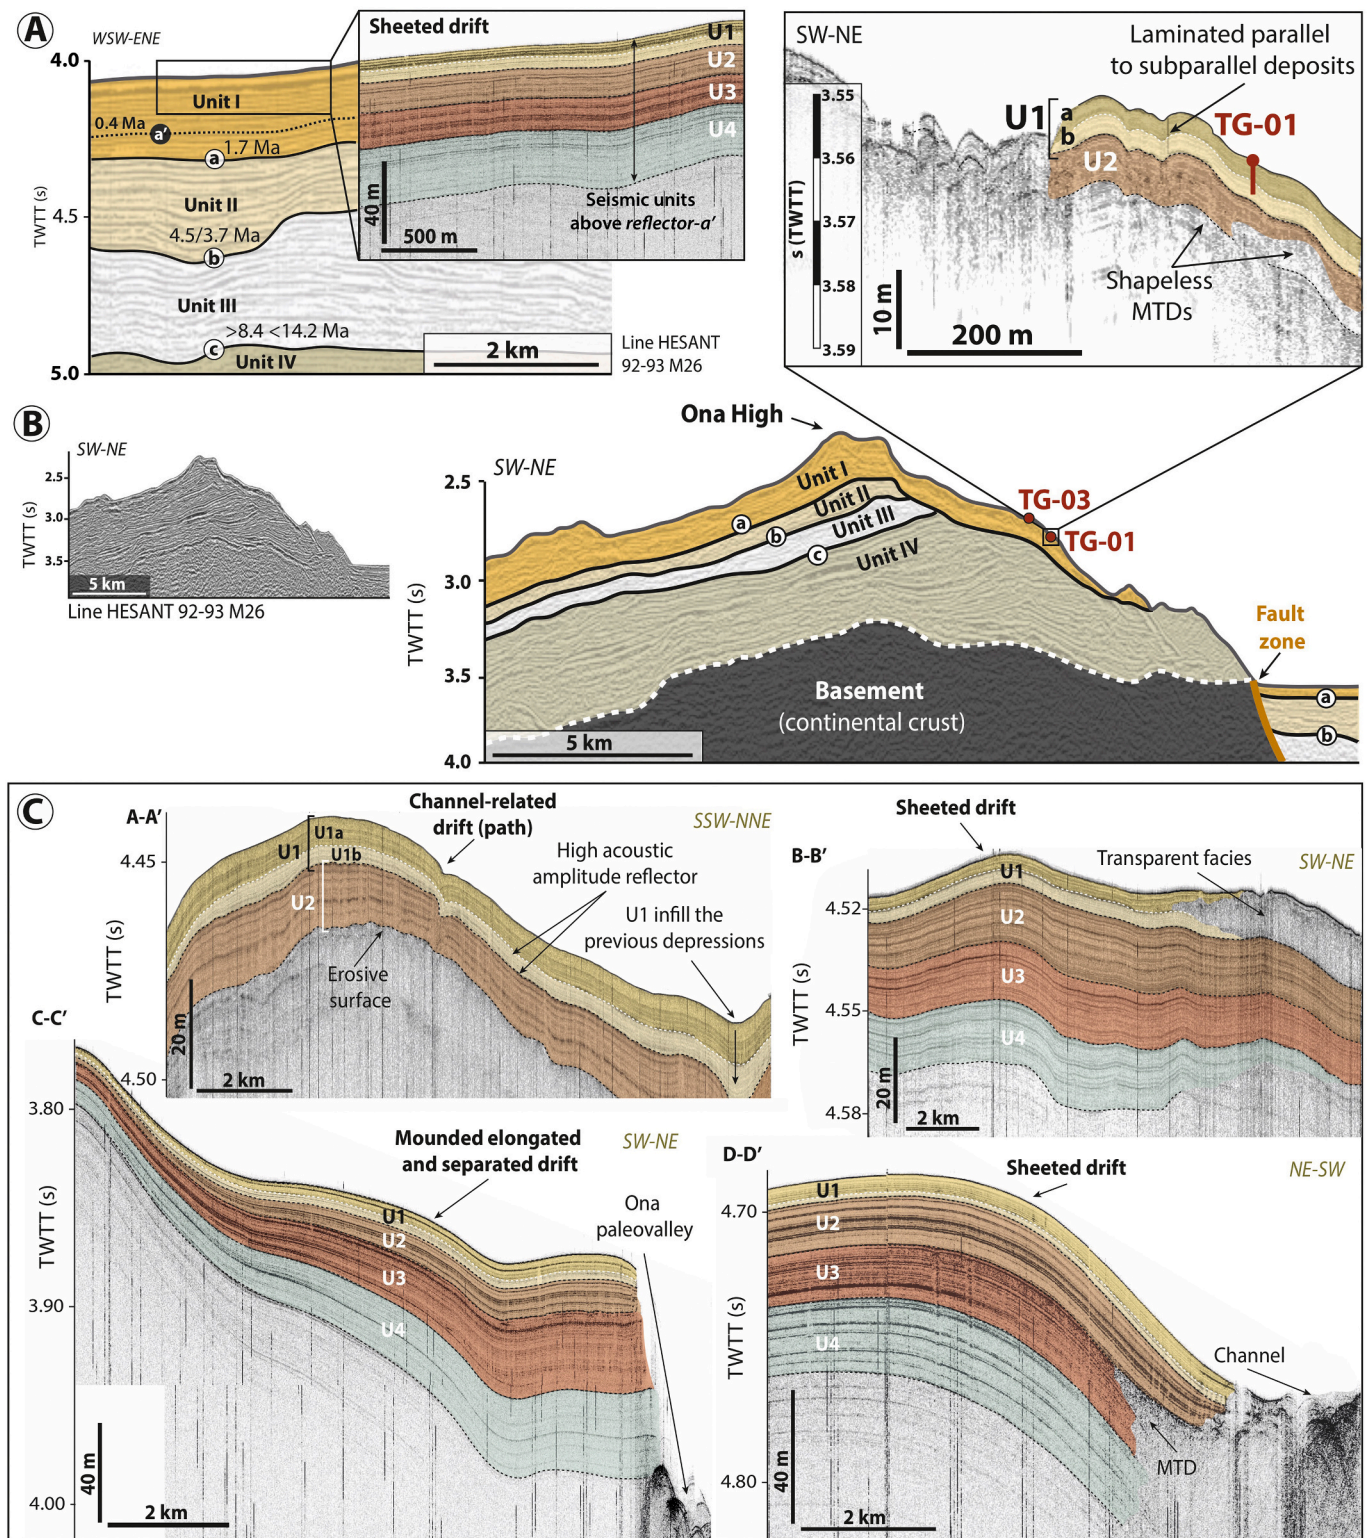 A
WSW-ENE
4.0
4.5
5.0
TWTT (s)
Unit I
0.4 Ma
a'
a
1.7 Ma
Unit II
4.5/3.7 Ma
b
Unit III
>8.4 <14.2 Ma
c
Unit IV
2 km
Line HESANT
92-93 M26
Sheeted drift
U1
U2
U3
U4
40 m
500 m
Seismic units
above reflector-a'
SW-NE
Laminated parallel
to subparallel deposits
U1
a
b
TG-01
U2
3.55
3.56
3.57
3.58
3.59
s (TWTT)
Shapeless
MTDs
10 m
200 m
B
SW-NE
2.5
3.0
3.5
TWTT (s)
5 km
Line HESANT 92-93 M26
Ona High
SW-NE
2.5
3.0
3.5
4.0
TWTT (s)
Unit I
Unit II
Unit III
Unit IV
a
b
c
TG-03
TG-01
Fault
zone
Basement
(continental crust)
5 km
a
b
C
A-A'
Channel-related
drift (path)
SSW-NNE
U1a
U1
U1b
U2
4.45
4.50
TWTT (s)
High acoustic
amplitude reflector
U1 infill the
previous depressions
Erosive
surface
20 m
2 km
Sheeted drift
B-B'
Transparent facies
SW-NE
U1
U2
U3
U4
4.52
4.55
4.58
TWTT (s)
20 m
2 km
C-C'
3.80
3.90
4.00
TWTT (s)
Mounded elongated
and separated drift
SW-NE
Ona
paleovalley
U1
U2
U3
U4
40 m
2 km
D-D'
Sheeted drift
NE-SW
4.70
4.80
TWTT (s)
U1
U2
U3
U4
Channel
MTD
40 m
2 km